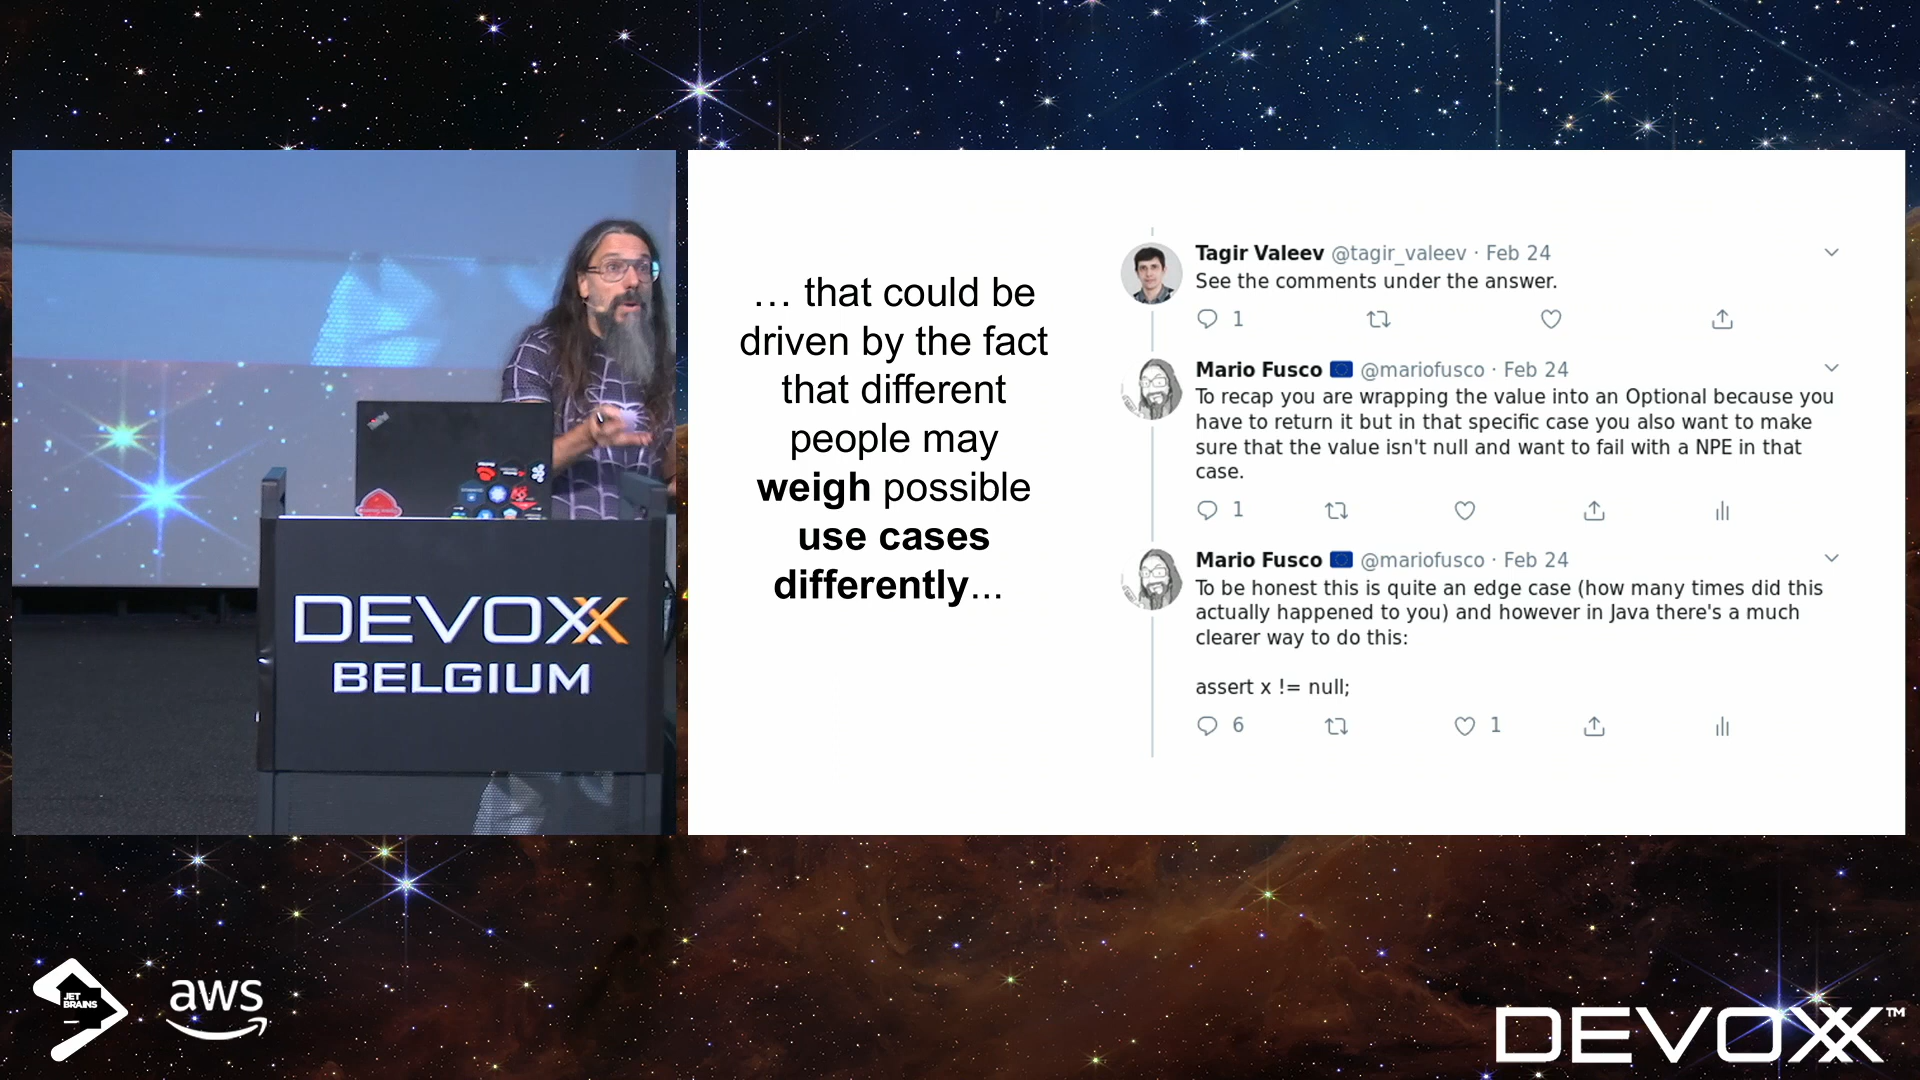 … that could be
driven by the fact
that different
people may
weigh possible
use cases
differently...
Tagir Valeev @tagir_valeev · Feb 24
See the comments under the answer.
1
Mario Fusco @mariofusco · Feb 24
To recap you are wrapping the value into an Optional because you
have to return it but in that specific case you also want to make
sure that the value isn't null and want to fail with a NPE in that
case.
1
Mario Fusco @mariofusco · Feb 24
To be honest this is quite an edge case (how many times did this
actually happened to you) and however in Java there's a much
clearer way to do this:
assert x != null;
6 1
DEVOXX
BELGIUM
JET
BRAINS
aws
DEVOXX™